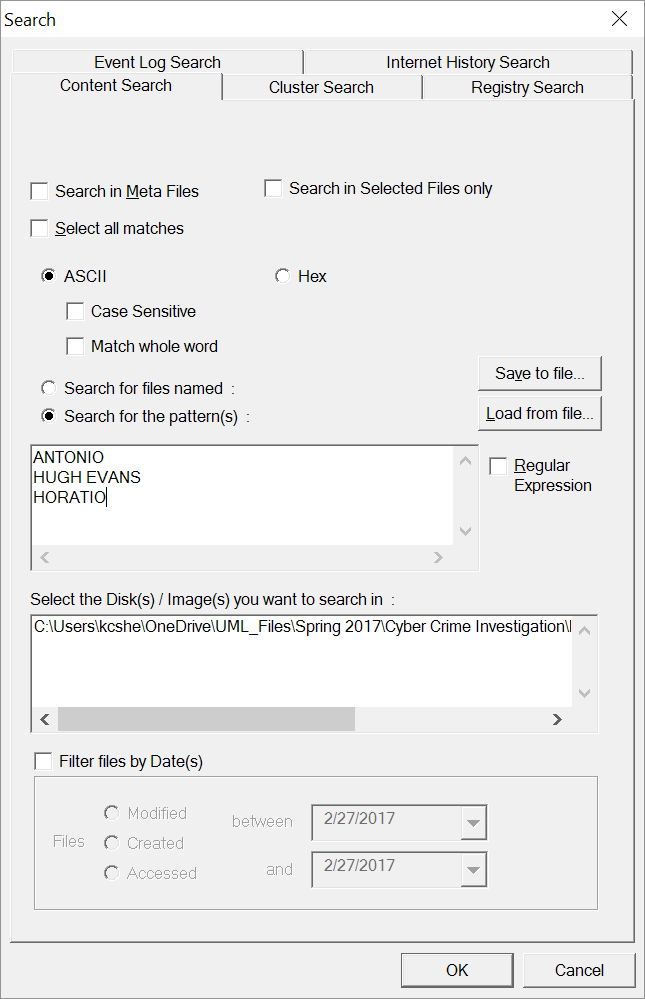 Search
Event Log Search Internet History Search
Content Search Cluster Search Registry Search
Search in Meta Files Search in Selected Files only
Select all matches
ASCII Hex
Case Sensitive
Match whole word
Search for files named :
Save to file...
Search for the pattern(s) :
Load from file...
ANTONIO
HUGH EVANS
HORATIO
Regular
Expression
Select the Disk(s) / Image(s) you want to search in :
C:\Users\kcshe\OneDrive\UML_Files\Spring 2017\Cyber Crime Investigation\
Filter files by Date(s)
Files
Modified
Created
Accessed
between 2/27/2017
and 2/27/2017
OK Cancel